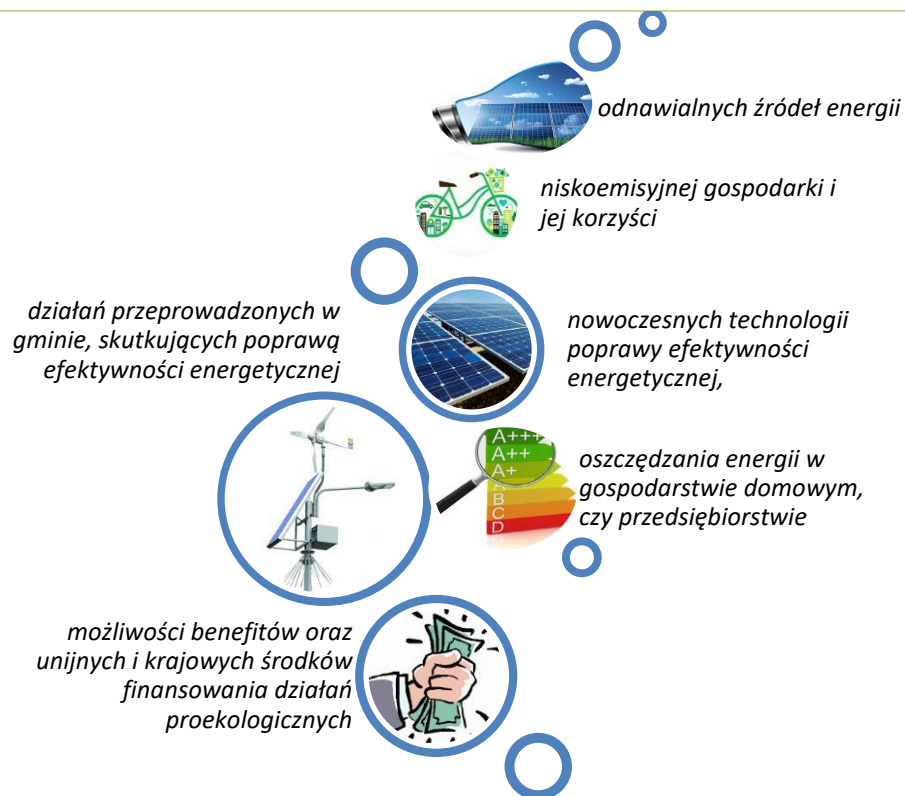 odnawialnych źródeł energii
niskoemisyjnej gospodarki i
jej korzyści
działań przeprowadzonych w
gminie, skutkujących poprawą
efektywności energetycznej
nowoczesnych technologii
poprawy efektywności
energetycznej,
A+++
A++
A+
A
B
C
D
oszczędzania energii w
gospodarstwie domowym,
czy przedsiębiorstwie
możliwości benefitów oraz
unijnych i krajowych środków
finansowania działań
proekologicznych